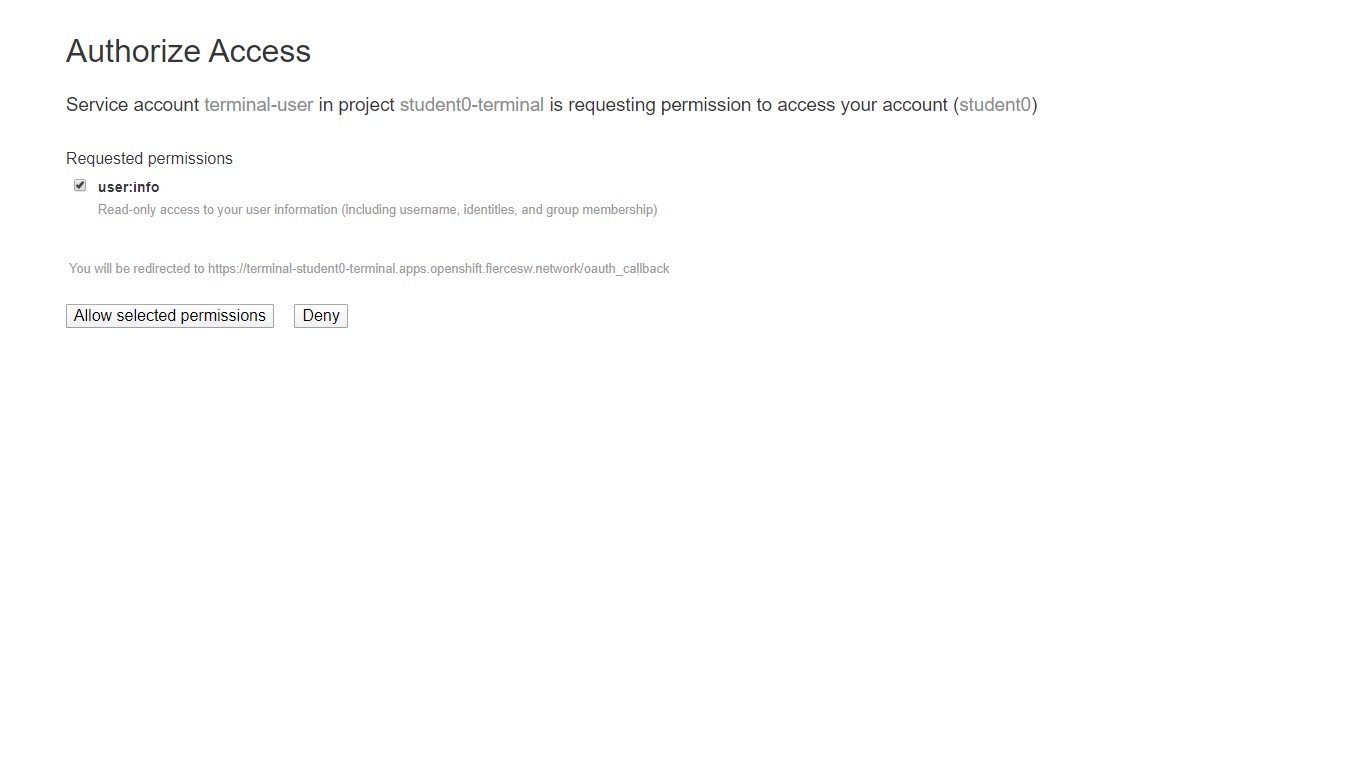 Authorize Access
Service account terminal-user in project student0-terminal is requesting permission to access your account (student0)
Requested permissions
user:info
Read-only access to your user information (including username, identities, and group membership)
You will be redirected to https://terminal-student0-terminal.apps.openshift.fiercesw.network/oauth_callback
Allow selected permissions Deny